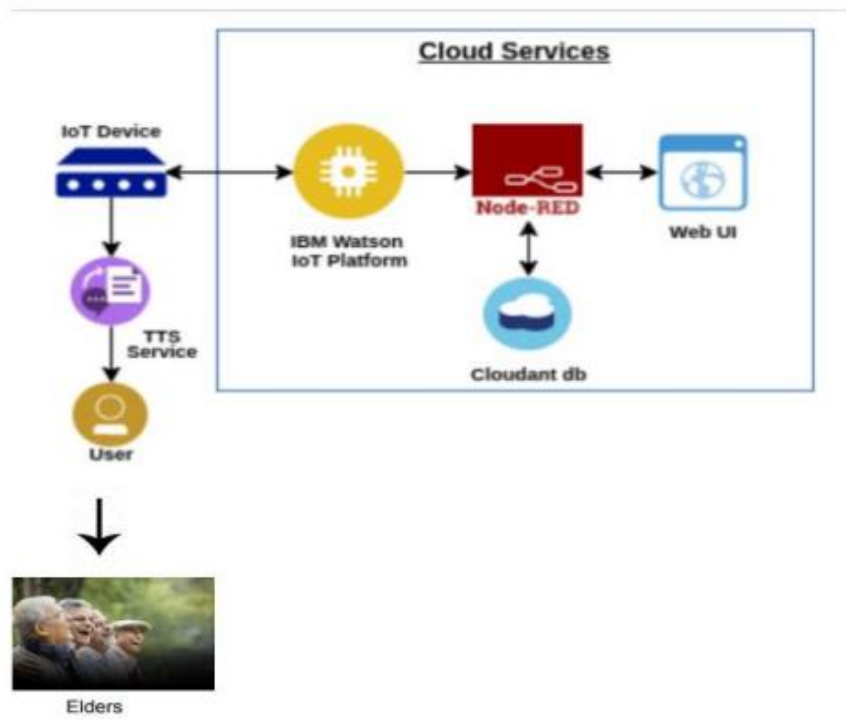 Cloud Services
IoT Device
Node-RED
IBM Watson
IoT Platform
Web UI
TTS
Service
Cloudant db
User
Elders